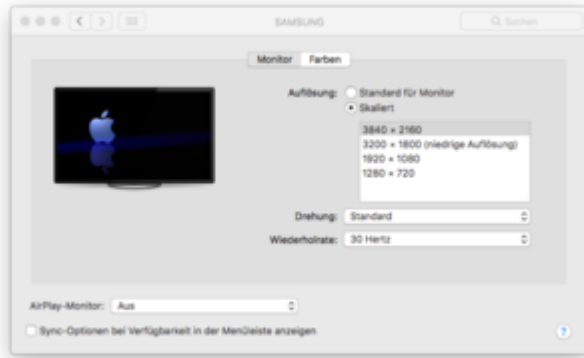 SAMSUNG
Suchen
Monitor Farben
Auflösung: Standard für Monitor
Skaliert
3840 × 2160
3200 × 1800 (niedrige Auflösung)
1920 × 1080
1280 × 720
Drehung: Standard
Wiederholrate: 30 Hertz
AirPlay-Monitor: Aus
Sync-Optionen bei Verfügbarkeit in der Menüleiste anzeigen
?